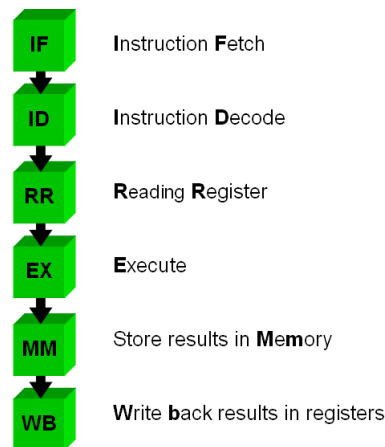 IF Instruction Fetch
ID Instruction Decode
RR Reading Register
EX Execute
MM Store results in Memory
WB Write back results in registers